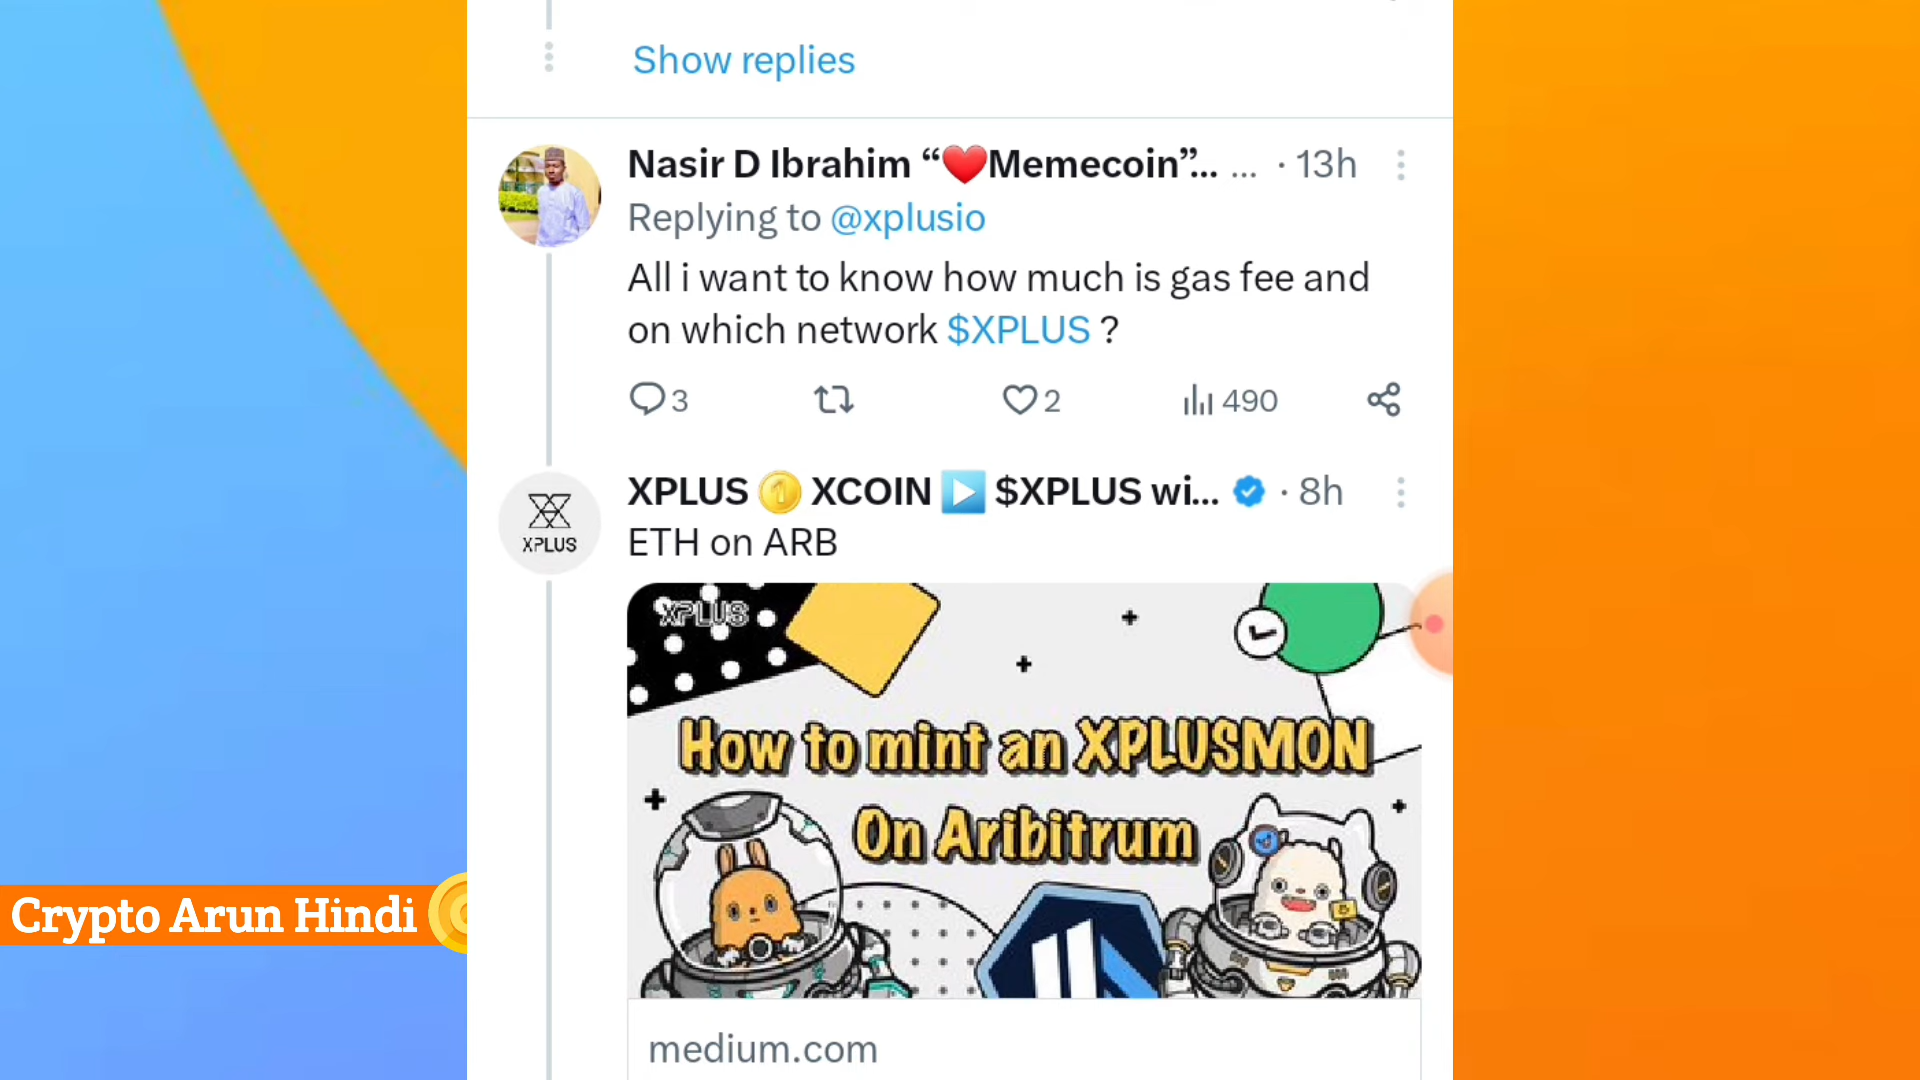 Show replies
Nasir D Ibrahim “❤️Memecoin”... ... · 13h
Replying to @xplusio
All i want to know how much is gas fee and
on which network $XPLUS ?
3 2 490
XPLUS 🥇 XCOIN ▶️ $XPLUS wi... · 8h
XPLUS
ETH on ARB
XPLUS
How to mint an XPLUSMON
On Aribitrum
Crypto Arun Hindi
medium.com